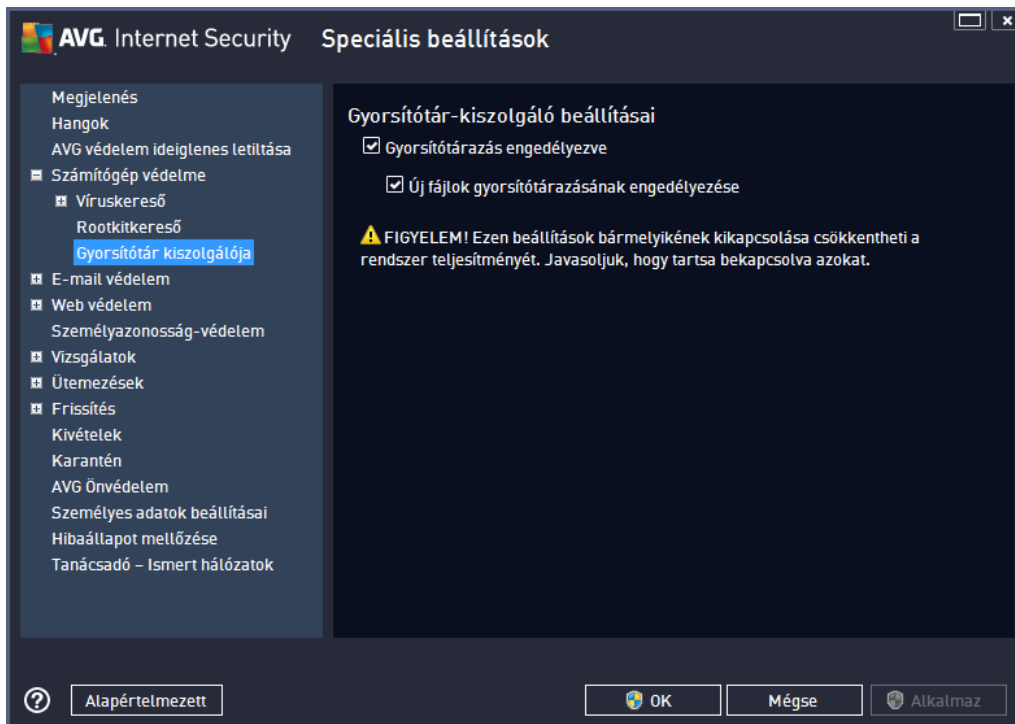 AVG. Internet Security
Speciális beállítások
Megjelenés
Hangok
AVG védelem ideiglenes letiltása
Számítógép védelme
Víruskereső
Rootkitkereső
Gyorsítótár kiszolgálója
E-mail védelem
Web védelem
Személyazonosság-védelem
Vizsgálatok
Ütemezések
Frissítés
Kivételek
Karantén
AVG Önvédelem
Személyes adatok beállításai
Hibaállapot mellőzése
Tanácsadó – Ismert hálózatok
Gyorsítótár-kiszolgáló beállításai
Gyorsítótárazás engedélyezve
Új fájlok gyorsítótárazásának engedélyezése
FIGYELEM! Ezen beállítások bármelyikének kikapcsolása csökkentheti a
rendszer teljesítményét. Javasoljuk, hogy tartsa bekapcsolva azokat.
Alapértelmezett
OK
Mégse
Alkalmaz